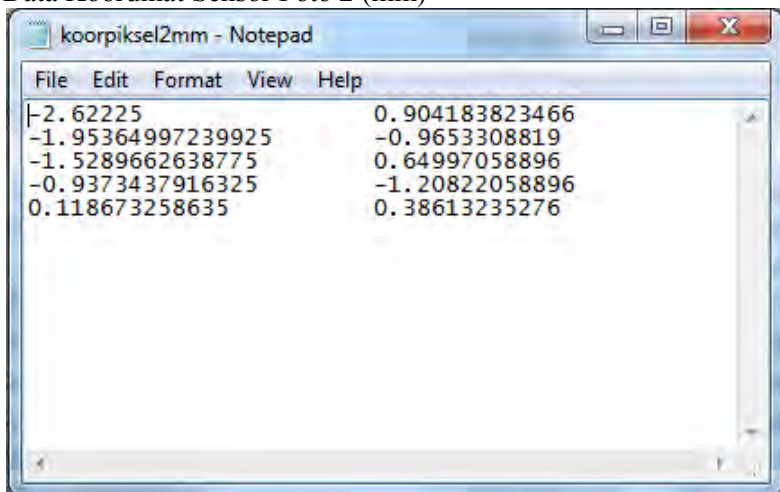 Data Koordinat Sensor Foto 2 (mm)
koorpiksel2mm - Notepad
File Edit Format View Help
-2.62225 0.904183823466
-1.95364997239925 -0.9653308819
-1.5289662638775 0.64997058896
-0.9373437916325 -1.20822058896
0.118673258635 0.38613235276